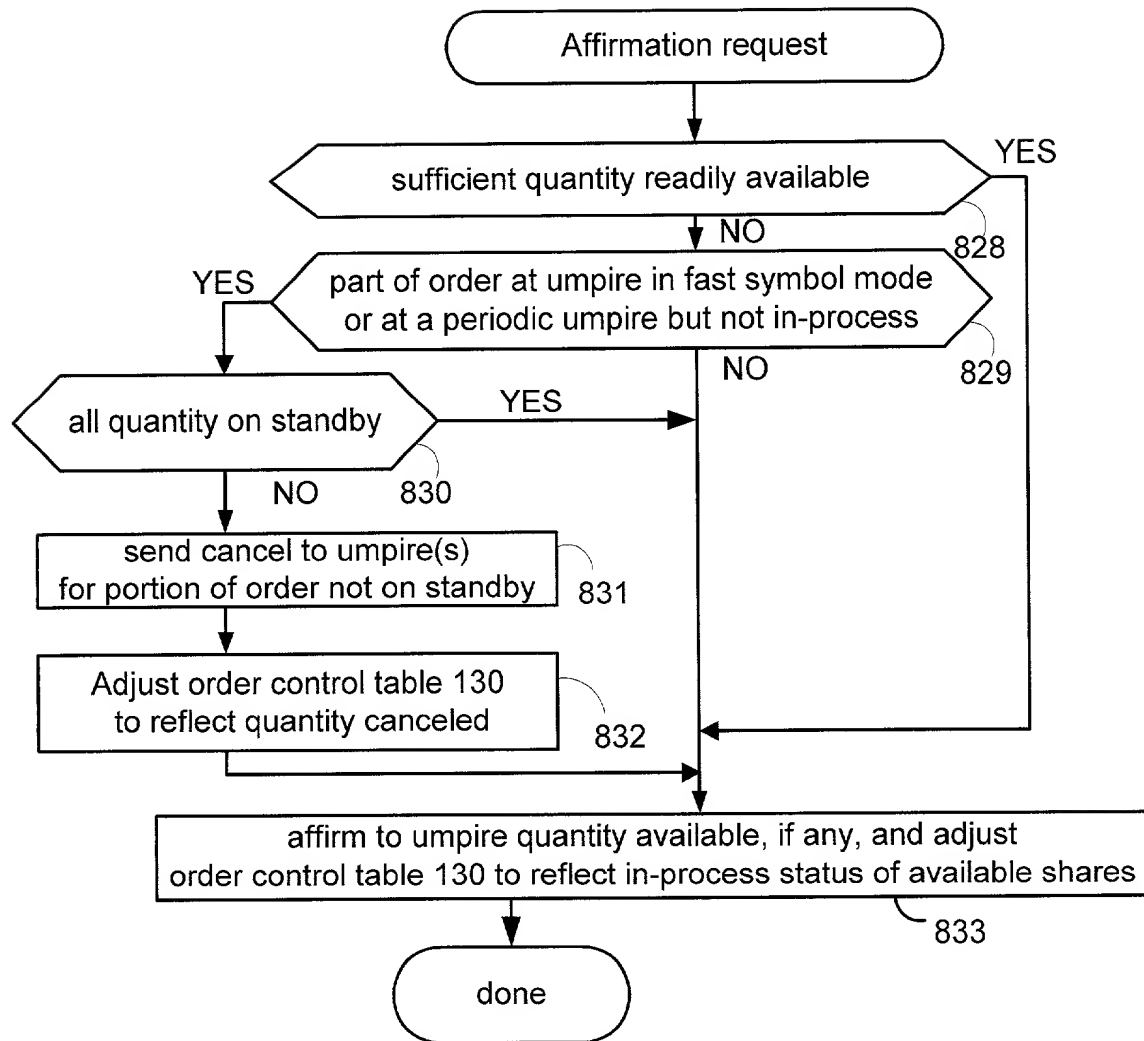 Affirmation request
YES
sufficient quantity readily available
NO
828
YES
part of order at umpire in fast symbol mode
or at a periodic umpire but not in-process
NO
829
YES
all quantity on standby
NO
830
send cancel to umpire(s)
for portion of order not on standby
831
Adjust order control table 130
to reflect quantity canceled
832
affirm to umpire quantity available, if any, and adjust
order control table 130 to reflect in-process status of available shares
833
done